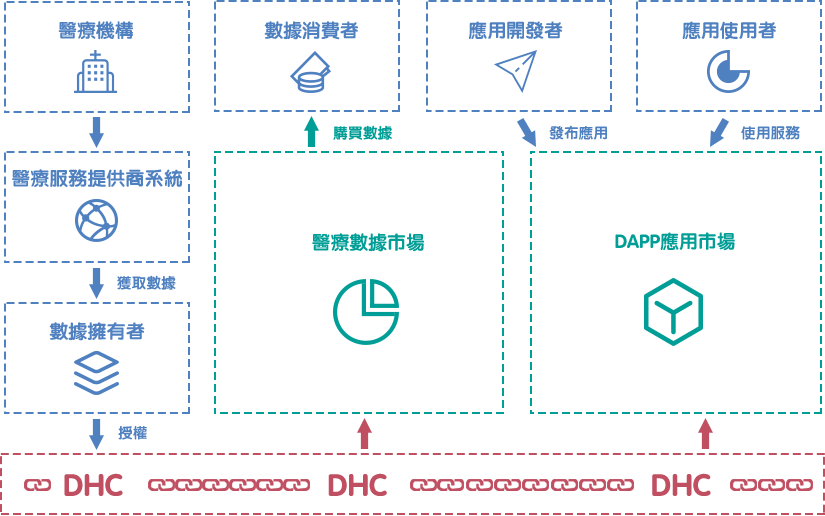 醫療機構
數據消費者
應用開發者
應用使用者
購買數據
發布應用
使用服務
醫療服務提供商系統
醫療數據市場
DAPP應用市場
獲取數據
數據擁有者
授權
DHC
DHC
DHC